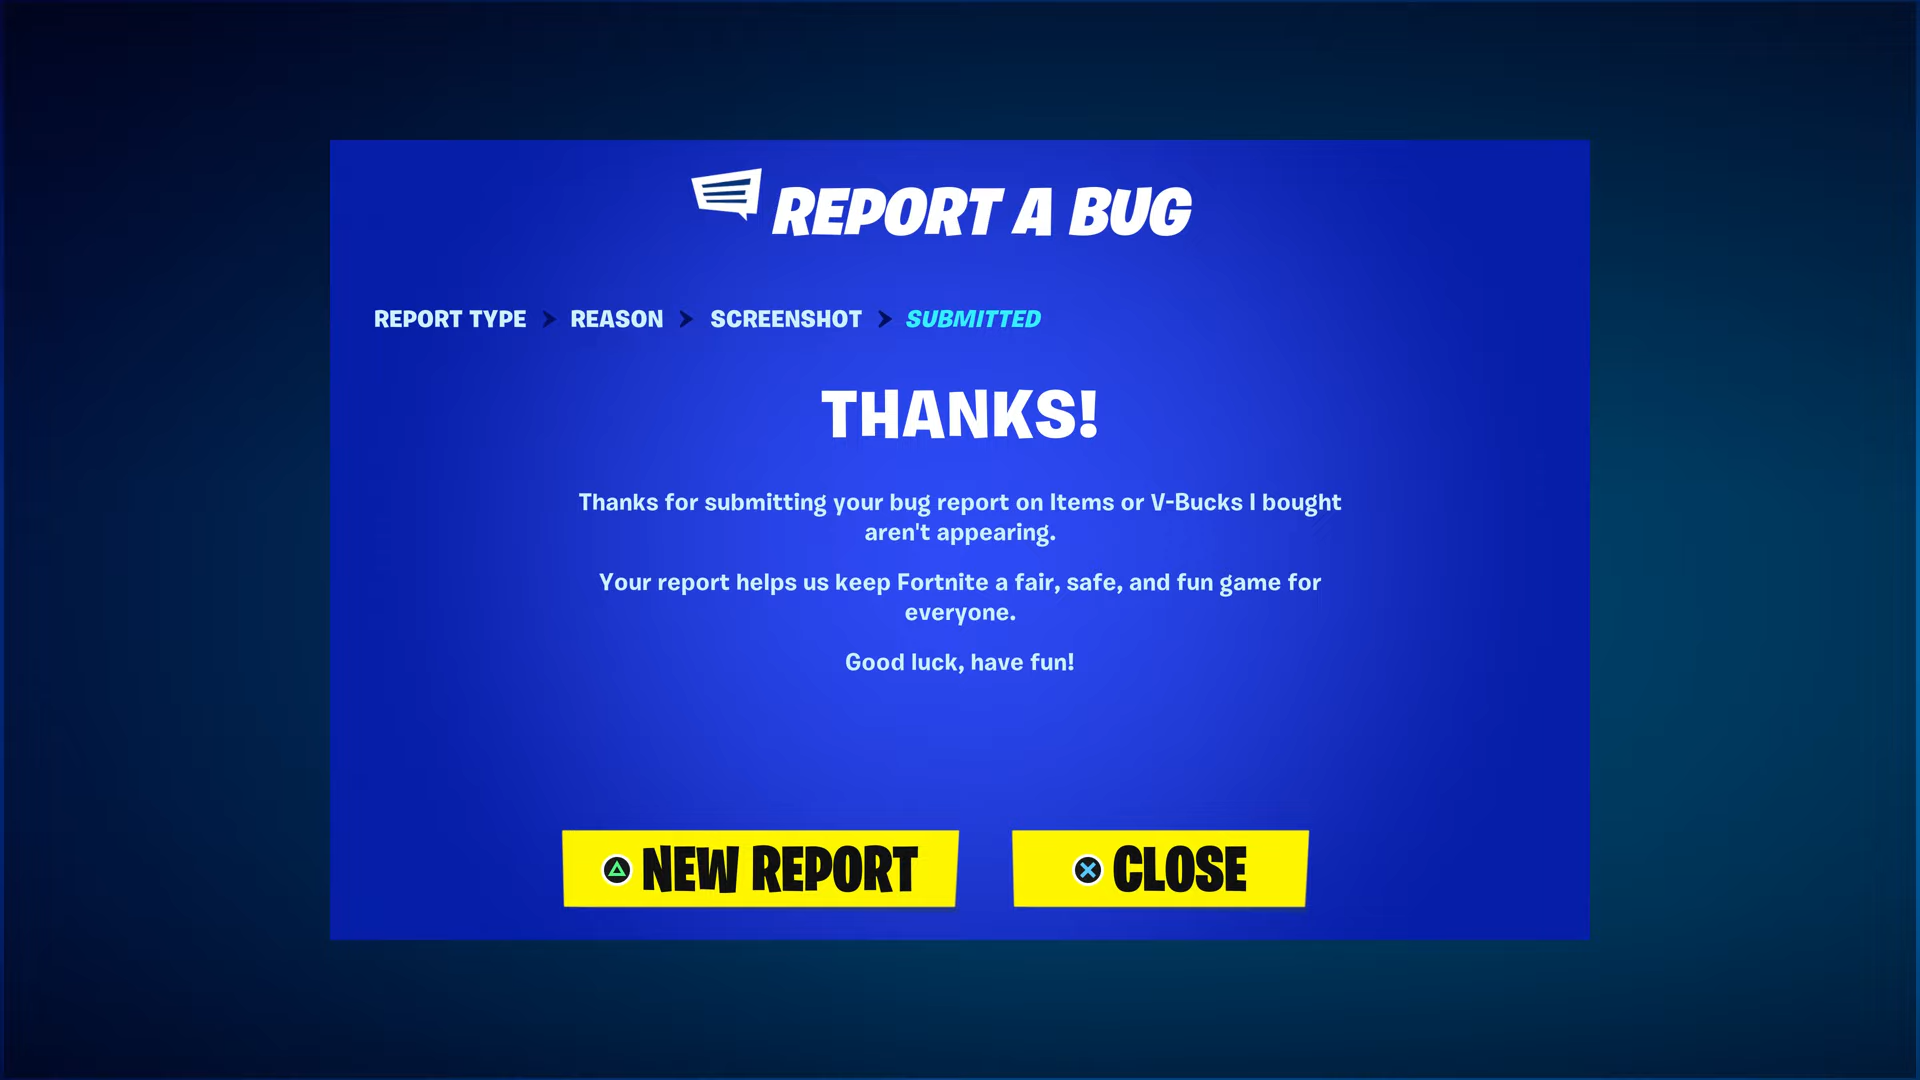 REPORT A BUG
REPORT TYPE > REASON > SCREENSHOT > SUBMITTED
THANKS!
Thanks for submitting your bug report on Items or V-Bucks I bought
aren't appearing.
Your report helps us keep Fortnite a fair, safe, and fun game for
everyone.
Good luck, have fun!
NEW REPORT
CLOSE